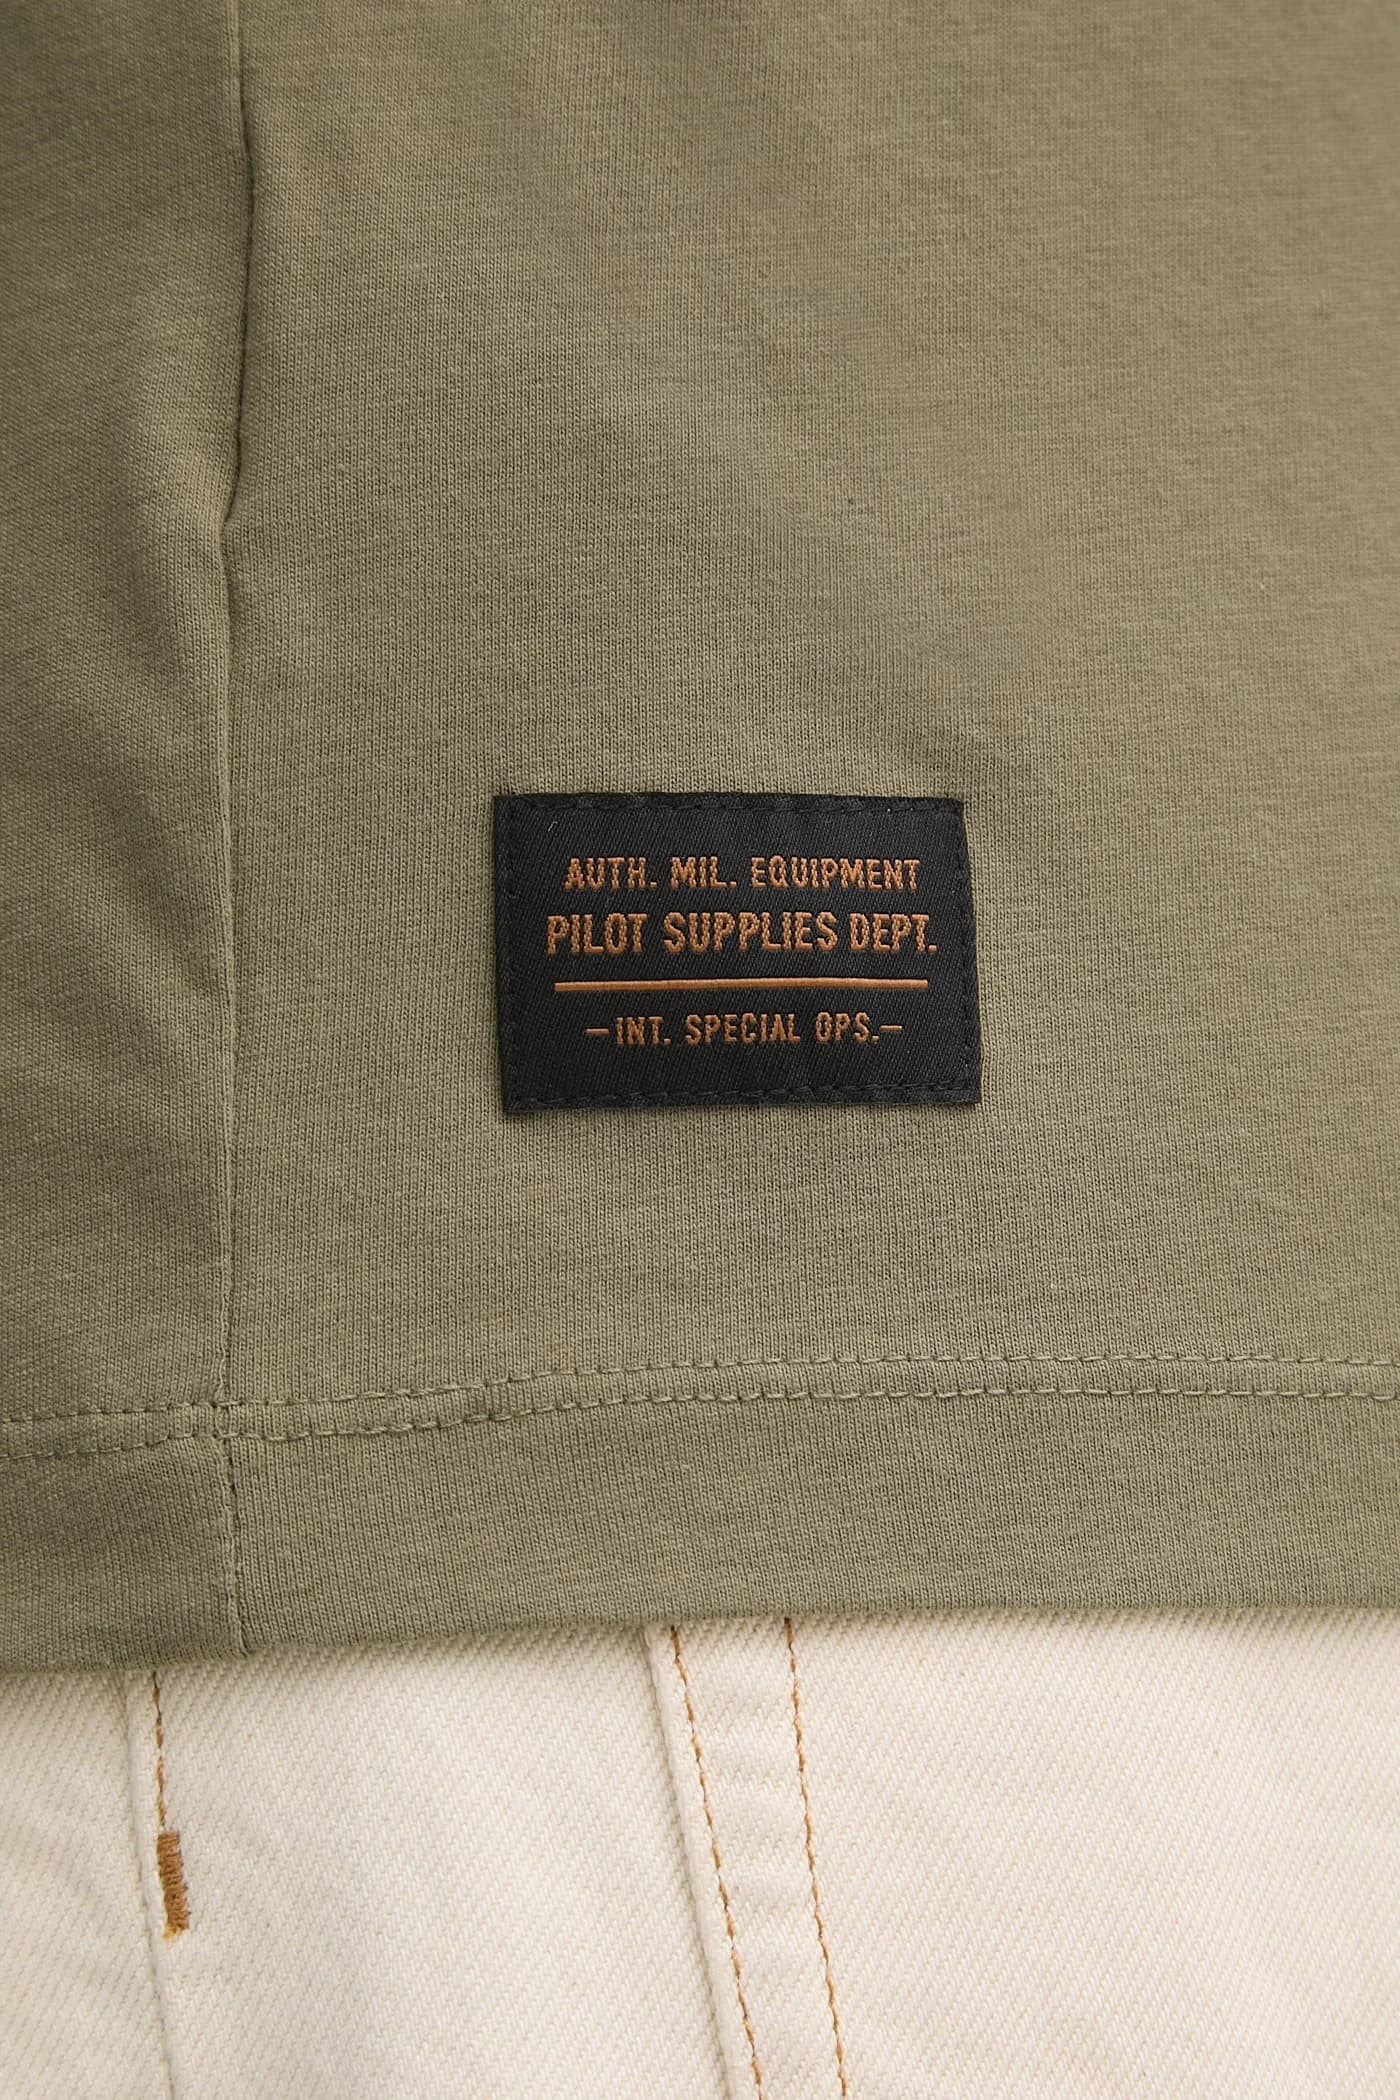 AUTH. MIL. EQUIPMENT
PILOT SUPPLIES DEPT.
-INT. SPECIAL OPS.-